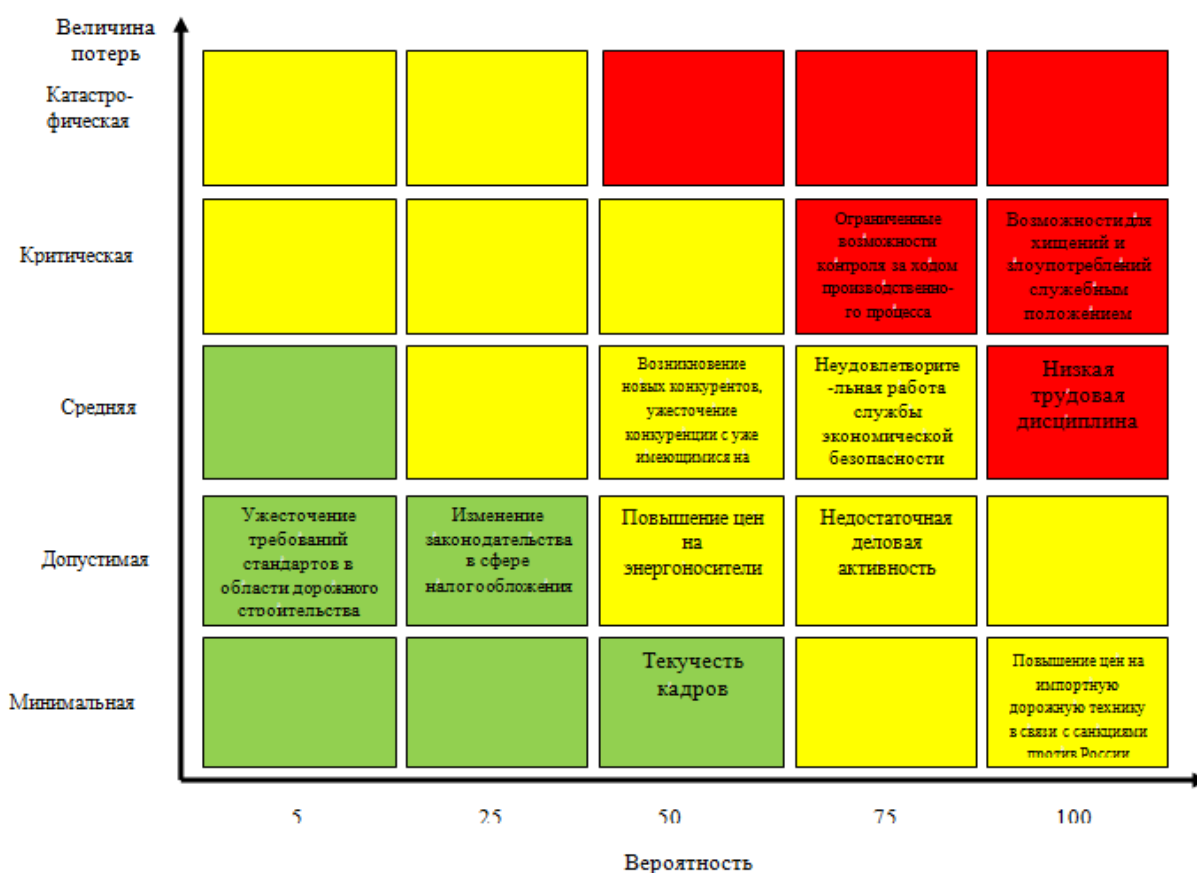 Величина
потерь
Катастро-
фическая
Критическая
Ограниченные
возможности
контроля за ходом
производственно-
го процесса
Возможности для
хищений и
злоупотреблений
служебным
положением
Средняя
Возникновение
новых конкурентов,
ужесточение
конкуренции с уже
имеющимися на
Неудовлетворите
-льная работа
службы
экономической
безопасности
Низкая
трудовая
дисциплина
Допустимая
Ужесточение
требований
стандартов в
области дорожного
строительства
Изменение
законодательства
в сфере
налогообложения
Повышение цен
на
энергоносители
Недостаточная
деловая
активность
Минимальная
Текучесть
кадров
Повышение цен на
импортную
дорожную технику
в связи с санкциями
против России
5 25 50 75 100
Вероятность